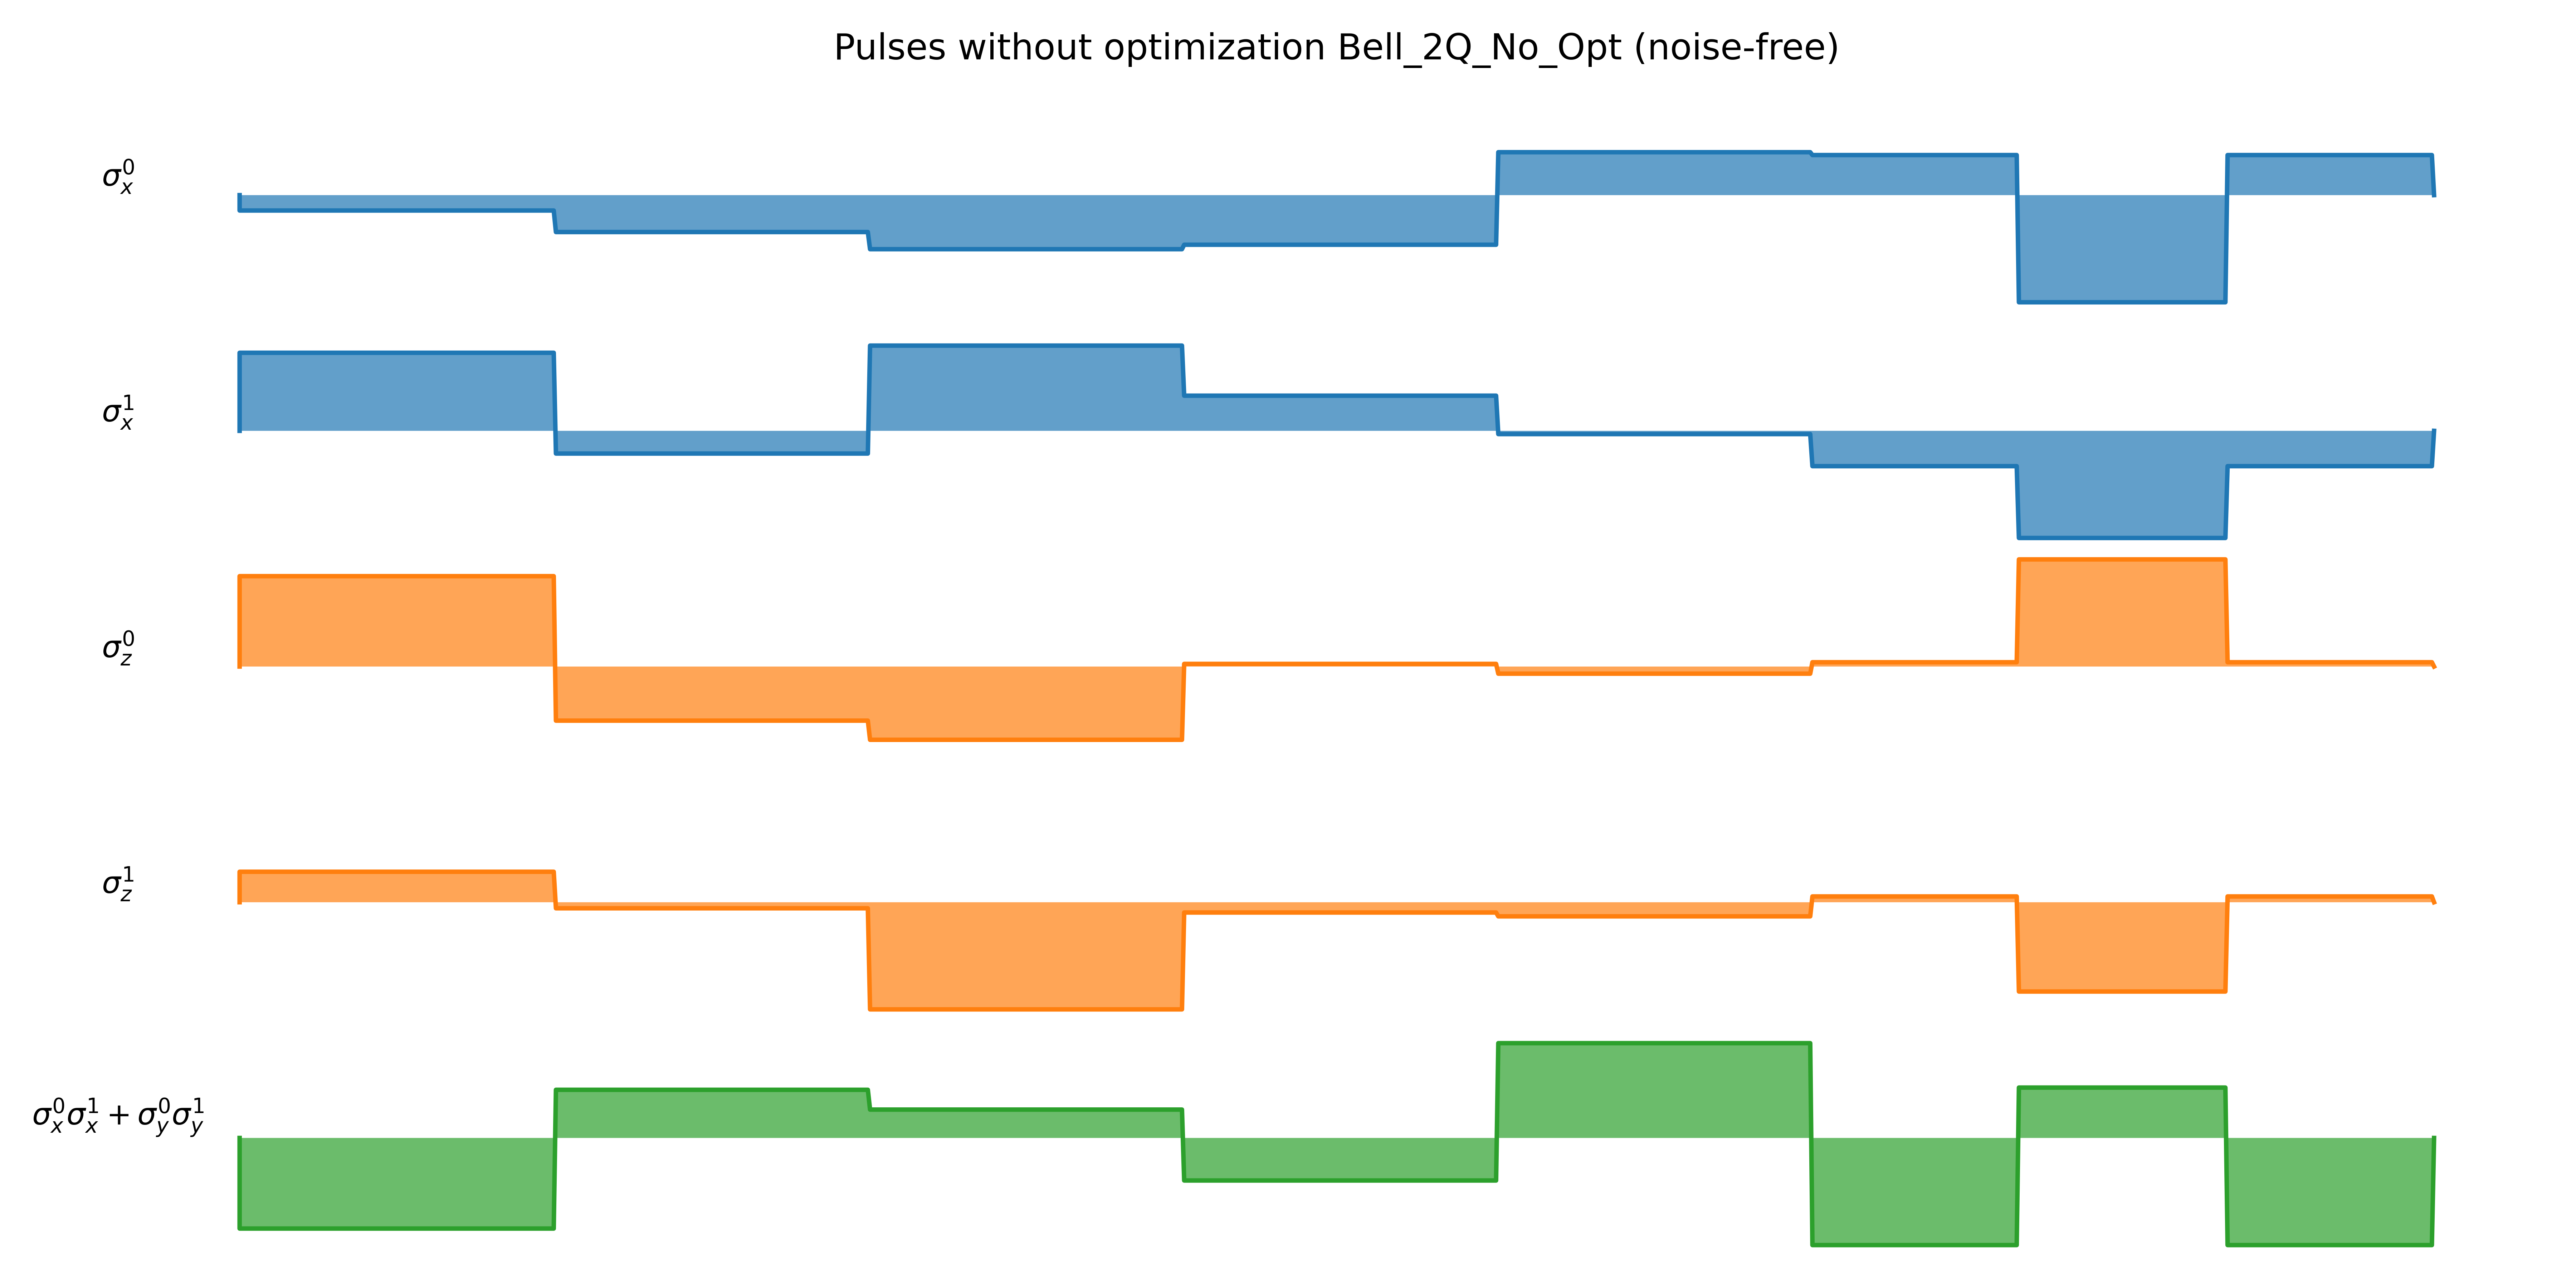 Pulses without optimization Bell_2Q_No_Opt (noise-free)
σ_x^0
σ_x^1
σ_z^0
σ_z^1
σ_x^0σ_x^1 + σ_y^0σ_y^1